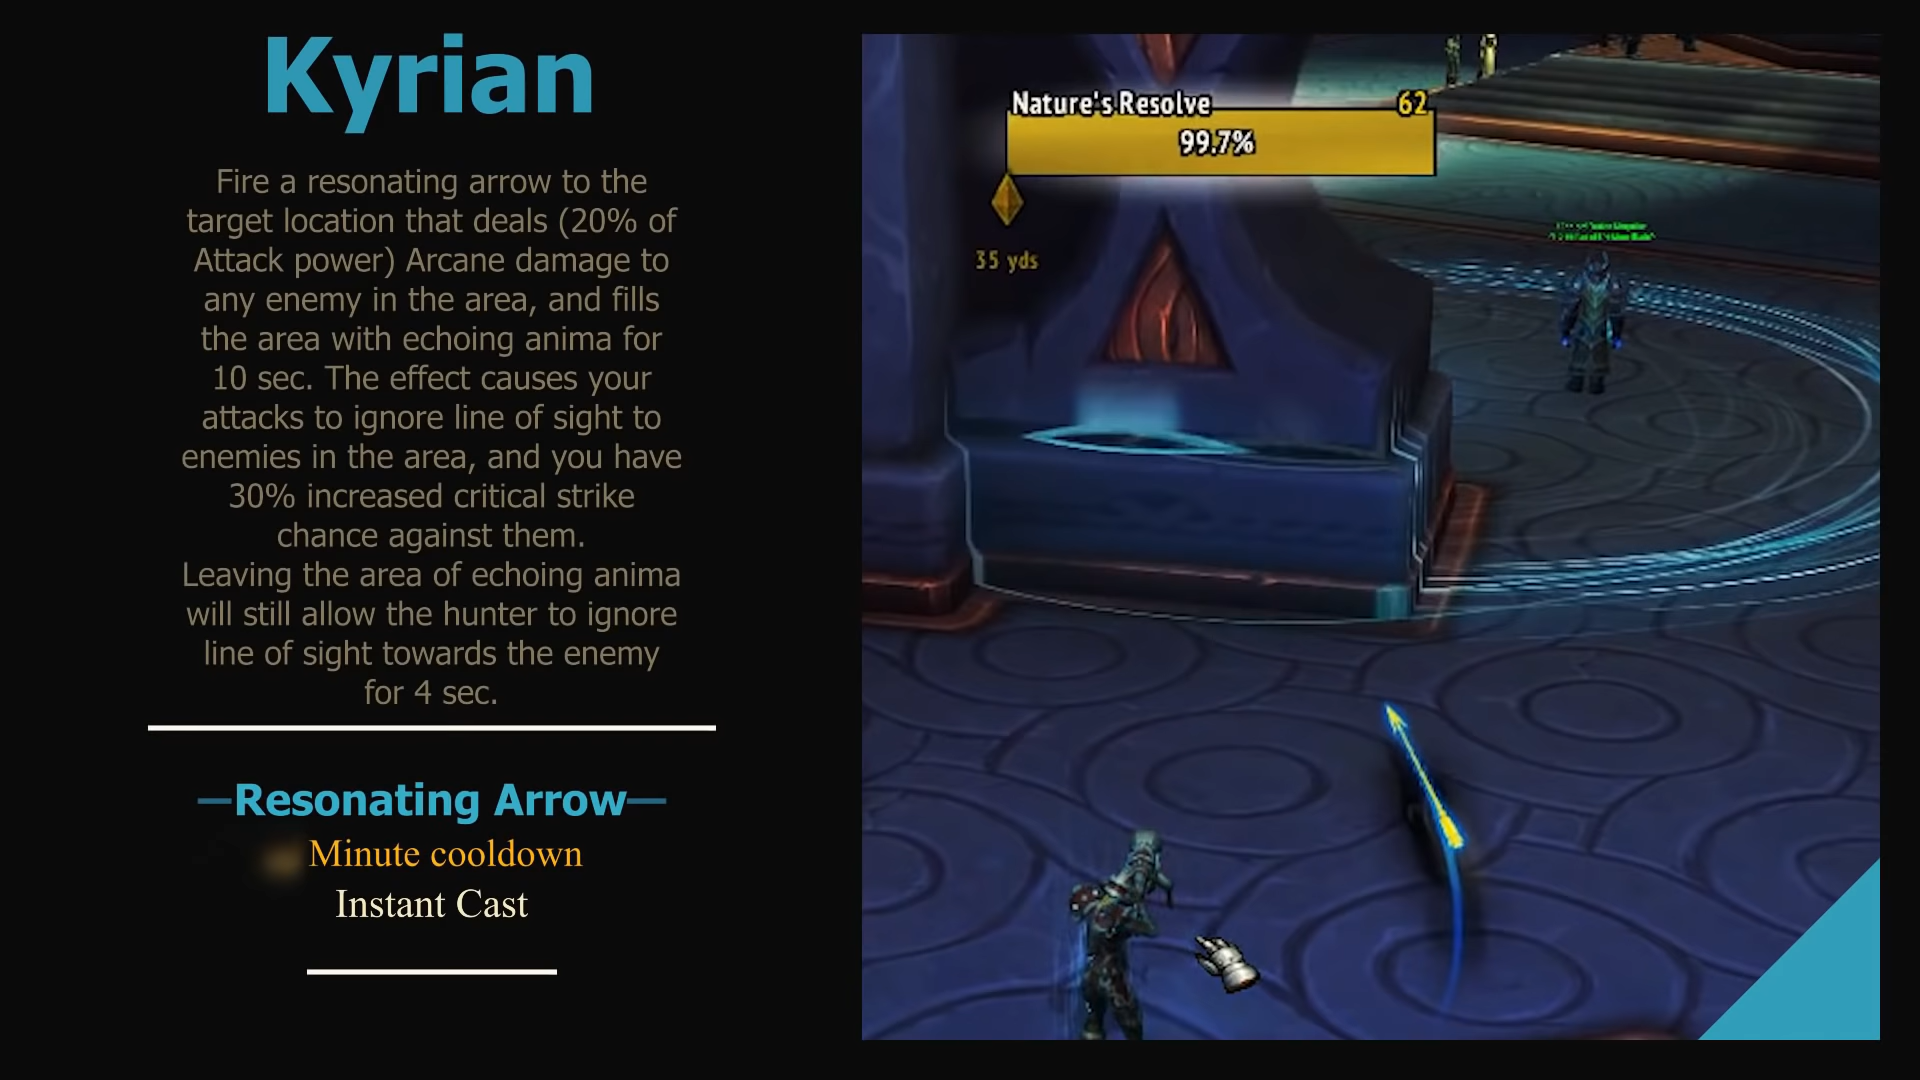 Kyrian
Fire a resonating arrow to the
target location that deals (20% of
Attack power) Arcane damage to
any enemy in the area, and fills
the area with echoing anima for
10 sec. The effect causes your
attacks to ignore line of sight to
enemies in the area, and you have
30% increased critical strike
chance against them.
Leaving the area of echoing anima
will still allow the hunter to ignore
line of sight towards the enemy
for 4 sec.
—Resonating Arrow—
Minute cooldown
Instant Cast
Nature's Resolve 62
99.7%
35 yds